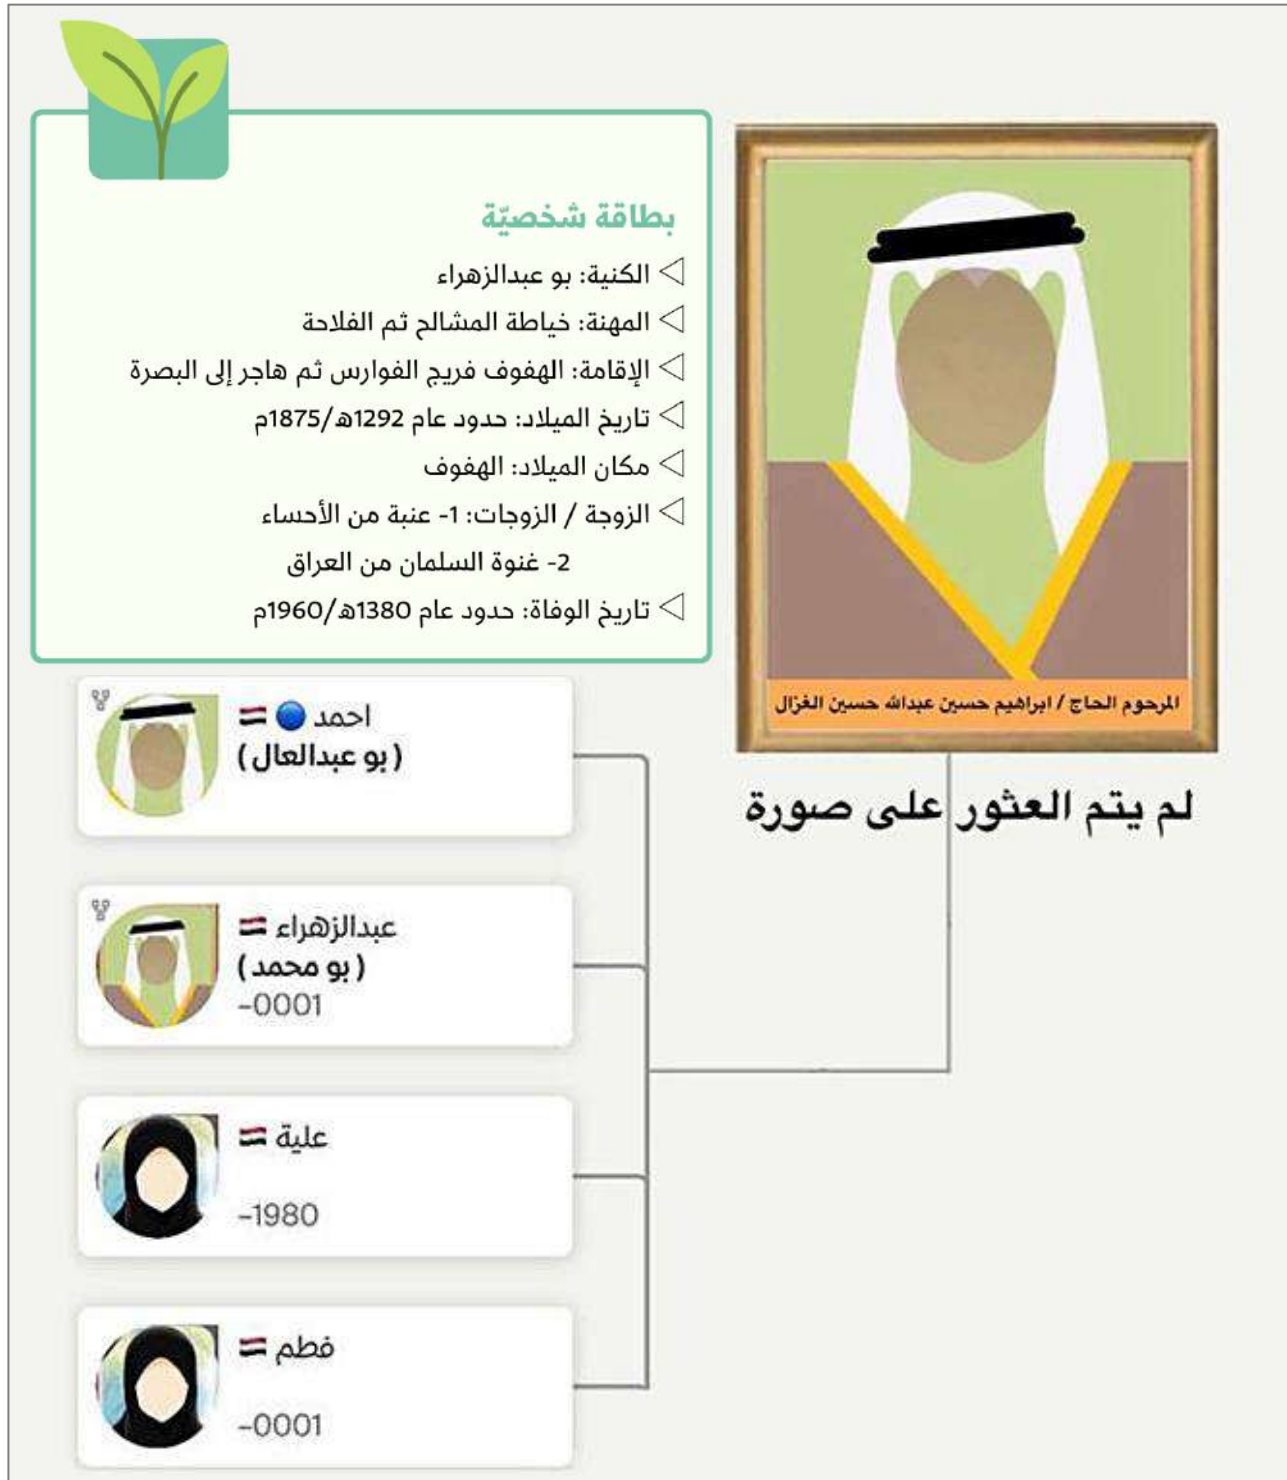 بطاقة شخصيّة
الكنية: بو عبدالزهراء
المهنة: خياطة المشالح ثم الفلاحة
الإقامة: الهفوف فريج الفوارس ثم هاجر إلى البصرة
تاريخ الميلاد: حدود عام 1292ه/1875م
مكان الميلاد: الهفوف
الزوجة / الزوجات: 1- عنبة من الأحساء
2- غنوة السلمان من العراق
تاريخ الوفاة: حدود عام 1380ه/1960م
المرحوم الحاج / ابراهيم حسين عبدالله حسين الغزال
لم يتم العثور على صورة
احمد
(بو عبدالعال)
عبدالزهراء
(بو محمد)
-0001
علية
-1980
فطم
-0001